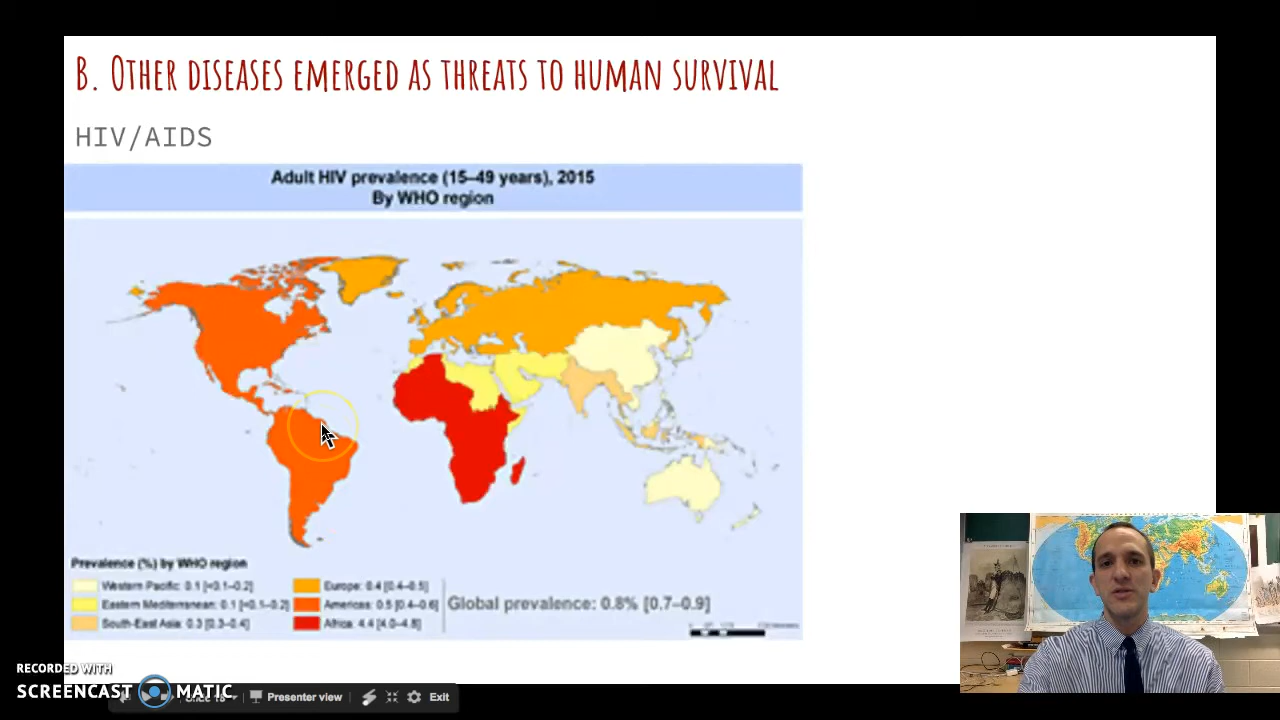 B. OTHER DISEASES EMERGED AS THREATS TO HUMAN SURVIVAL
HIV/AIDS
Adult HIV prevalence (15–49 years), 2015
By WHO region
Prevalence (%) by WHO region
Western Pacific: 0.1 [<0.1–0.2]
Eastern Mediterranean: 0.1 [<0.1–0.2]
South-East Asia: 0.3 [0.3–0.4]
Europe: 0.4 [0.4–0.5]
Americas: 0.5 [0.4–0.6]
Africa: 4.4 [4.0–4.8]
Global prevalence: 0.8% [0.7–0.9]
RECORDED WITH
SCREENCAST MATIC
Presenter view
Exit